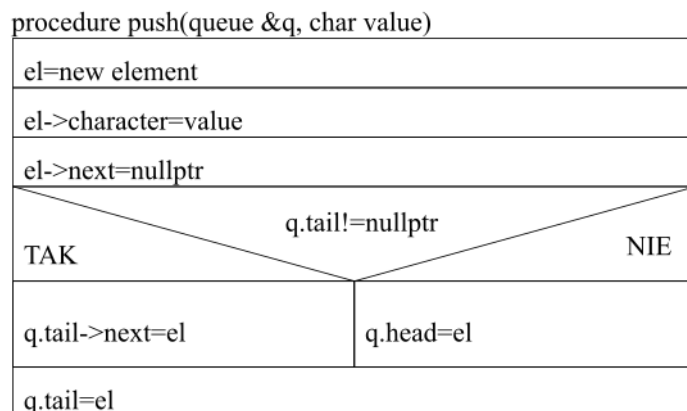 procedure push(queue &q, char value)
el=new element
el->character=value
el->next=nullptr
q.tail!=nullptr
TAK
NIE
q.tail->next=el
q.head=el
q.tail=el